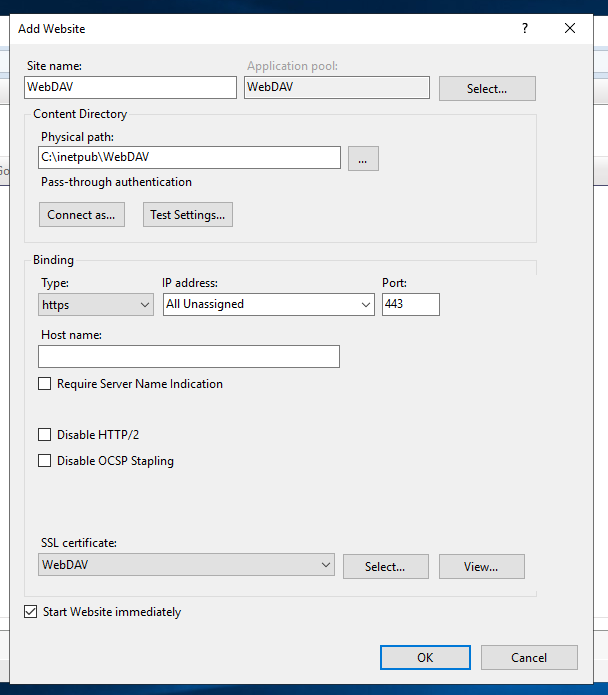 Add Website
?
Site name:
Application pool:
WebDAV
WebDAV
Select...
Content Directory
Physical path:
C:\inetpub\WebDAV
...
Pass-through authentication
Connect as...
Test Settings...
Binding
Type:
IP address:
Port:
https
All Unassigned
443
Host name:
Require Server Name Indication
Disable HTTP/2
Disable OCSP Stapling
SSL certificate:
WebDAV
Select...
View...
Start Website immediately
OK
Cancel